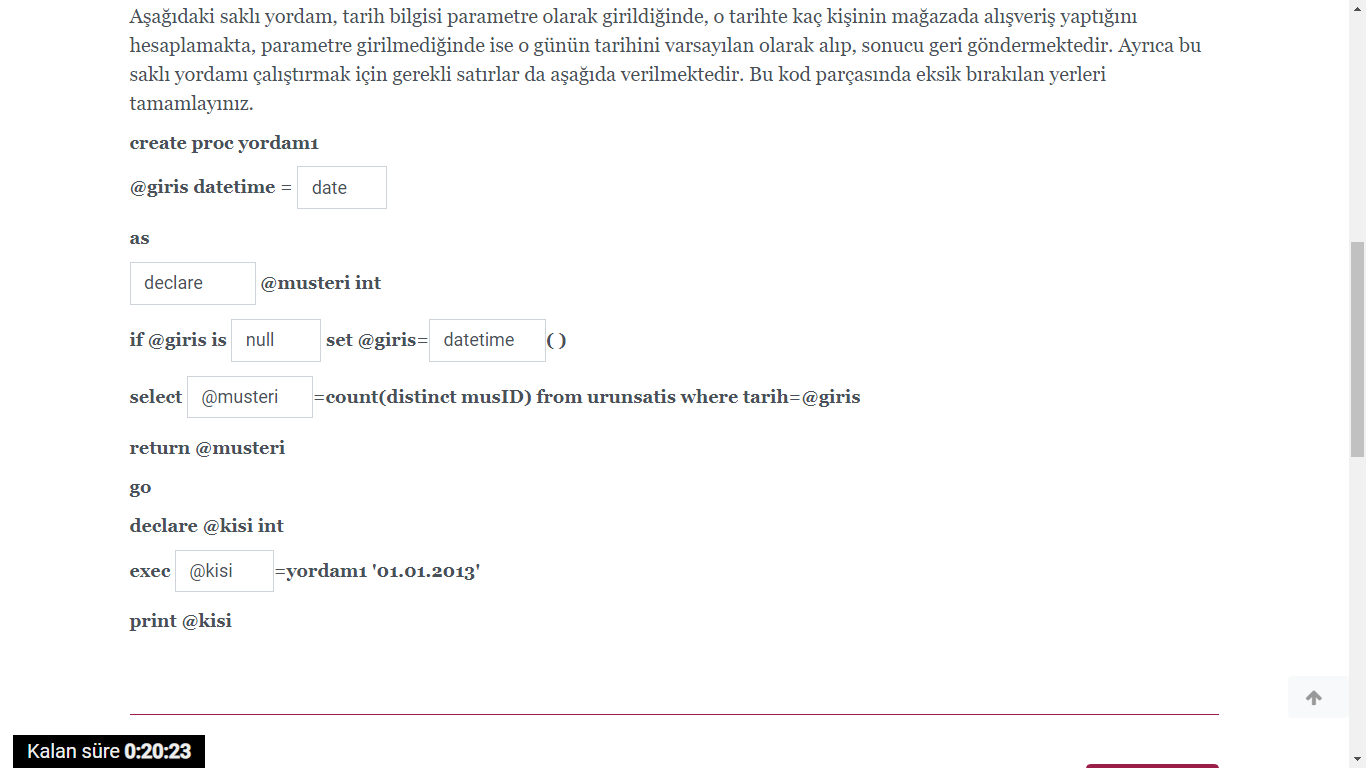 Aşağıdaki saklı yordam, tarih bilgisi parametre olarak girildiğinde, o tarihte kaç kişinin mağazada alışveriş yaptığını
hesaplamakta, parametre girilmediğinde ise o günün tarihini varsayılan olarak alıp, sonucu geri göndermektedir. Ayrıca bu
saklı yordamı çalıştırmak için gerekli satırlar da aşağıda verilmektedir. Bu kod parçasında eksik bırakılan yerleri
tamamlayınız.
create proc yordam1
@giris datetime = date
as
declare @musteri int
if @giris is null set @giris=datetime( )
select @musteri =count(distinct musID) from urunsatis where tarih=@giris
return @musteri
go
declare @kisi int
exec @kisi =yordam1 '01.01.2013'
print @kisi
Kalan süre 0:20:23